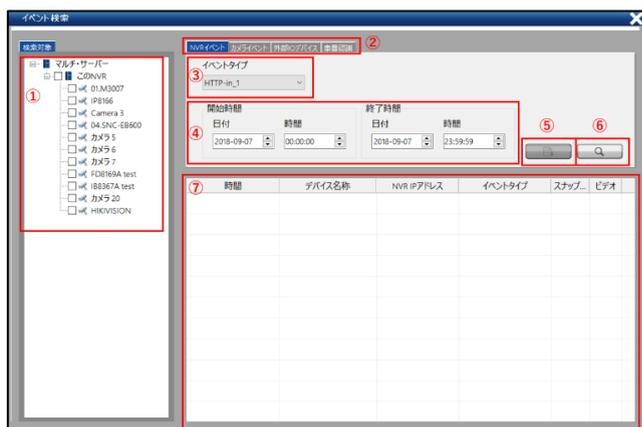 イベント検索
検索対象
マルチ・サーバー
このNVR
01.M3007
IP8166
Camera 3
04.SNC-EB600
カメラ 5
カメラ 6
カメラ 7
FD8169A test
IB8367A test
カメラ 20
HIKIVISION
①
NVRイベント カメライベント 外部IOデバイス 車番認識 ②
イベントタイプ
③ HTTP-in_1
開始時間 終了時間
④ 日付 時間 日付 時間 ⑤ ⑥
2018-09-07 00:00:00 2018-09-07 23:59:59
⑦ 時間 デバイス名称 NVR IPアドレス イベントタイプ スナップ... ビデオ